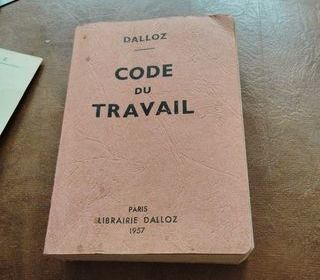 DALLOZ
CODE
DU
TRAVAIL
PARIS
LIBRAIRIE DALLOZ
1957